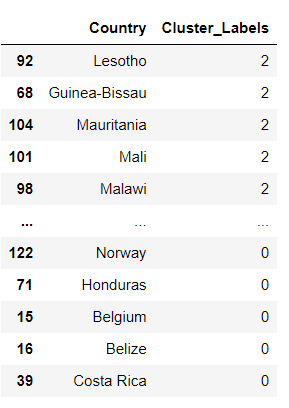 Country Cluster_Labels
92 Lesotho 2
68 Guinea-Bissau 2
104 Mauritania 2
101 Mali 2
98 Malawi 2
... ... ...
122 Norway 0
71 Honduras 0
15 Belgium 0
16 Belize 0
39 Costa Rica 0